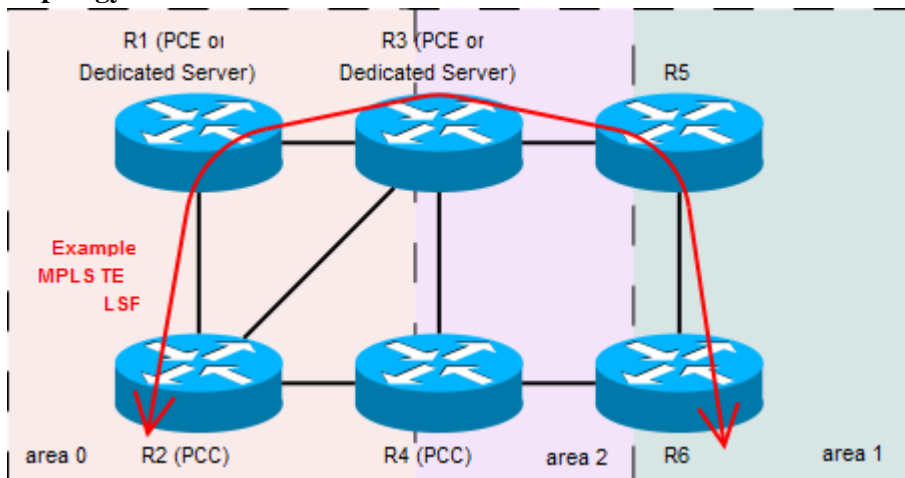 R1 (PCE or
Dedicated Server)
R3 (PCE or
Dedicated Server)
R5
Example
MPLS TE
LSF
area 0
R2 (PCC)
R4 (PCC)
area 2
R6
area 1